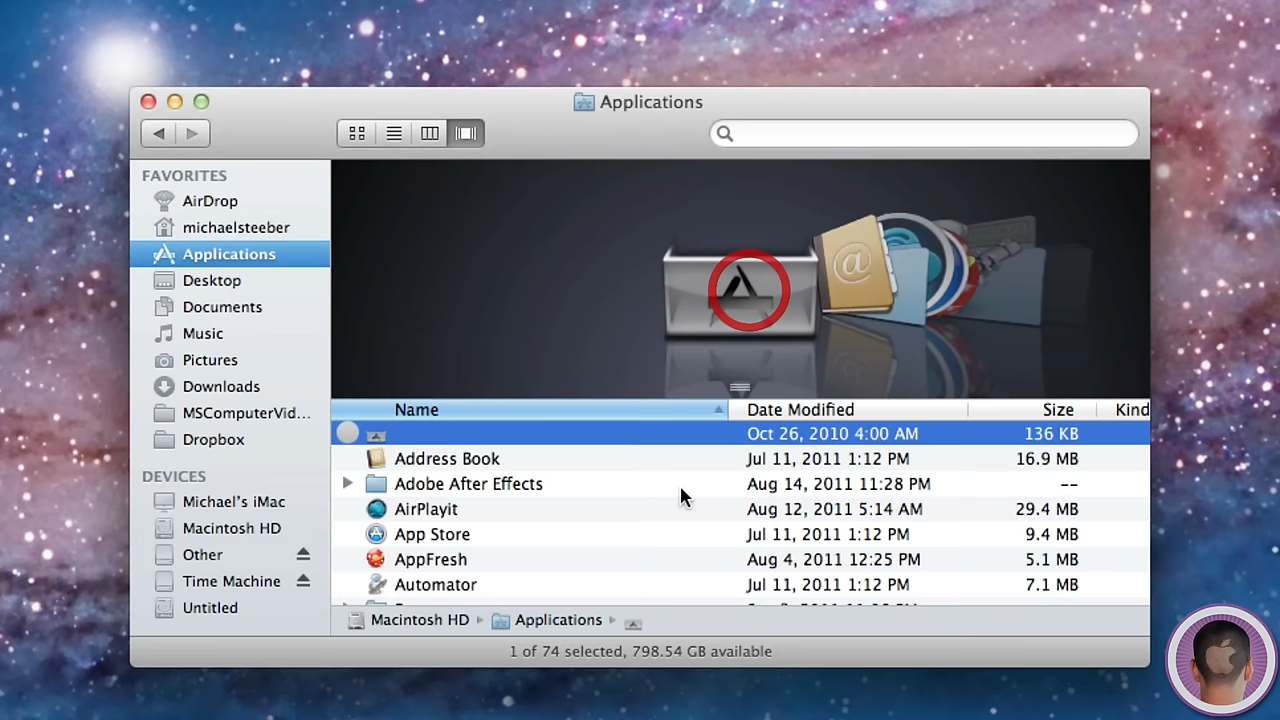 Applications
FAVORITES
AirDrop
michaelsteeber
Applications
Desktop
Documents
Music
Pictures
Downloads
MSComputerVid...
Dropbox
DEVICES
Michael's iMac
Macintosh HD
Other
Time Machine
Untitled
@
Name Date Modified Size Kind
Oct 26, 2010 4:00 AM 136 KB
Address Book Jul 11, 2011 1:12 PM 16.9 MB
Adobe After Effects Aug 14, 2011 11:28 PM --
AirPlayit Aug 12, 2011 5:14 AM 29.4 MB
App Store Jul 11, 2011 1:12 PM 9.4 MB
AppFresh Aug 4, 2011 12:25 PM 5.1 MB
Automator Jul 11, 2011 1:12 PM 7.1 MB
Macintosh HD Applications
1 of 74 selected, 798.54 GB available